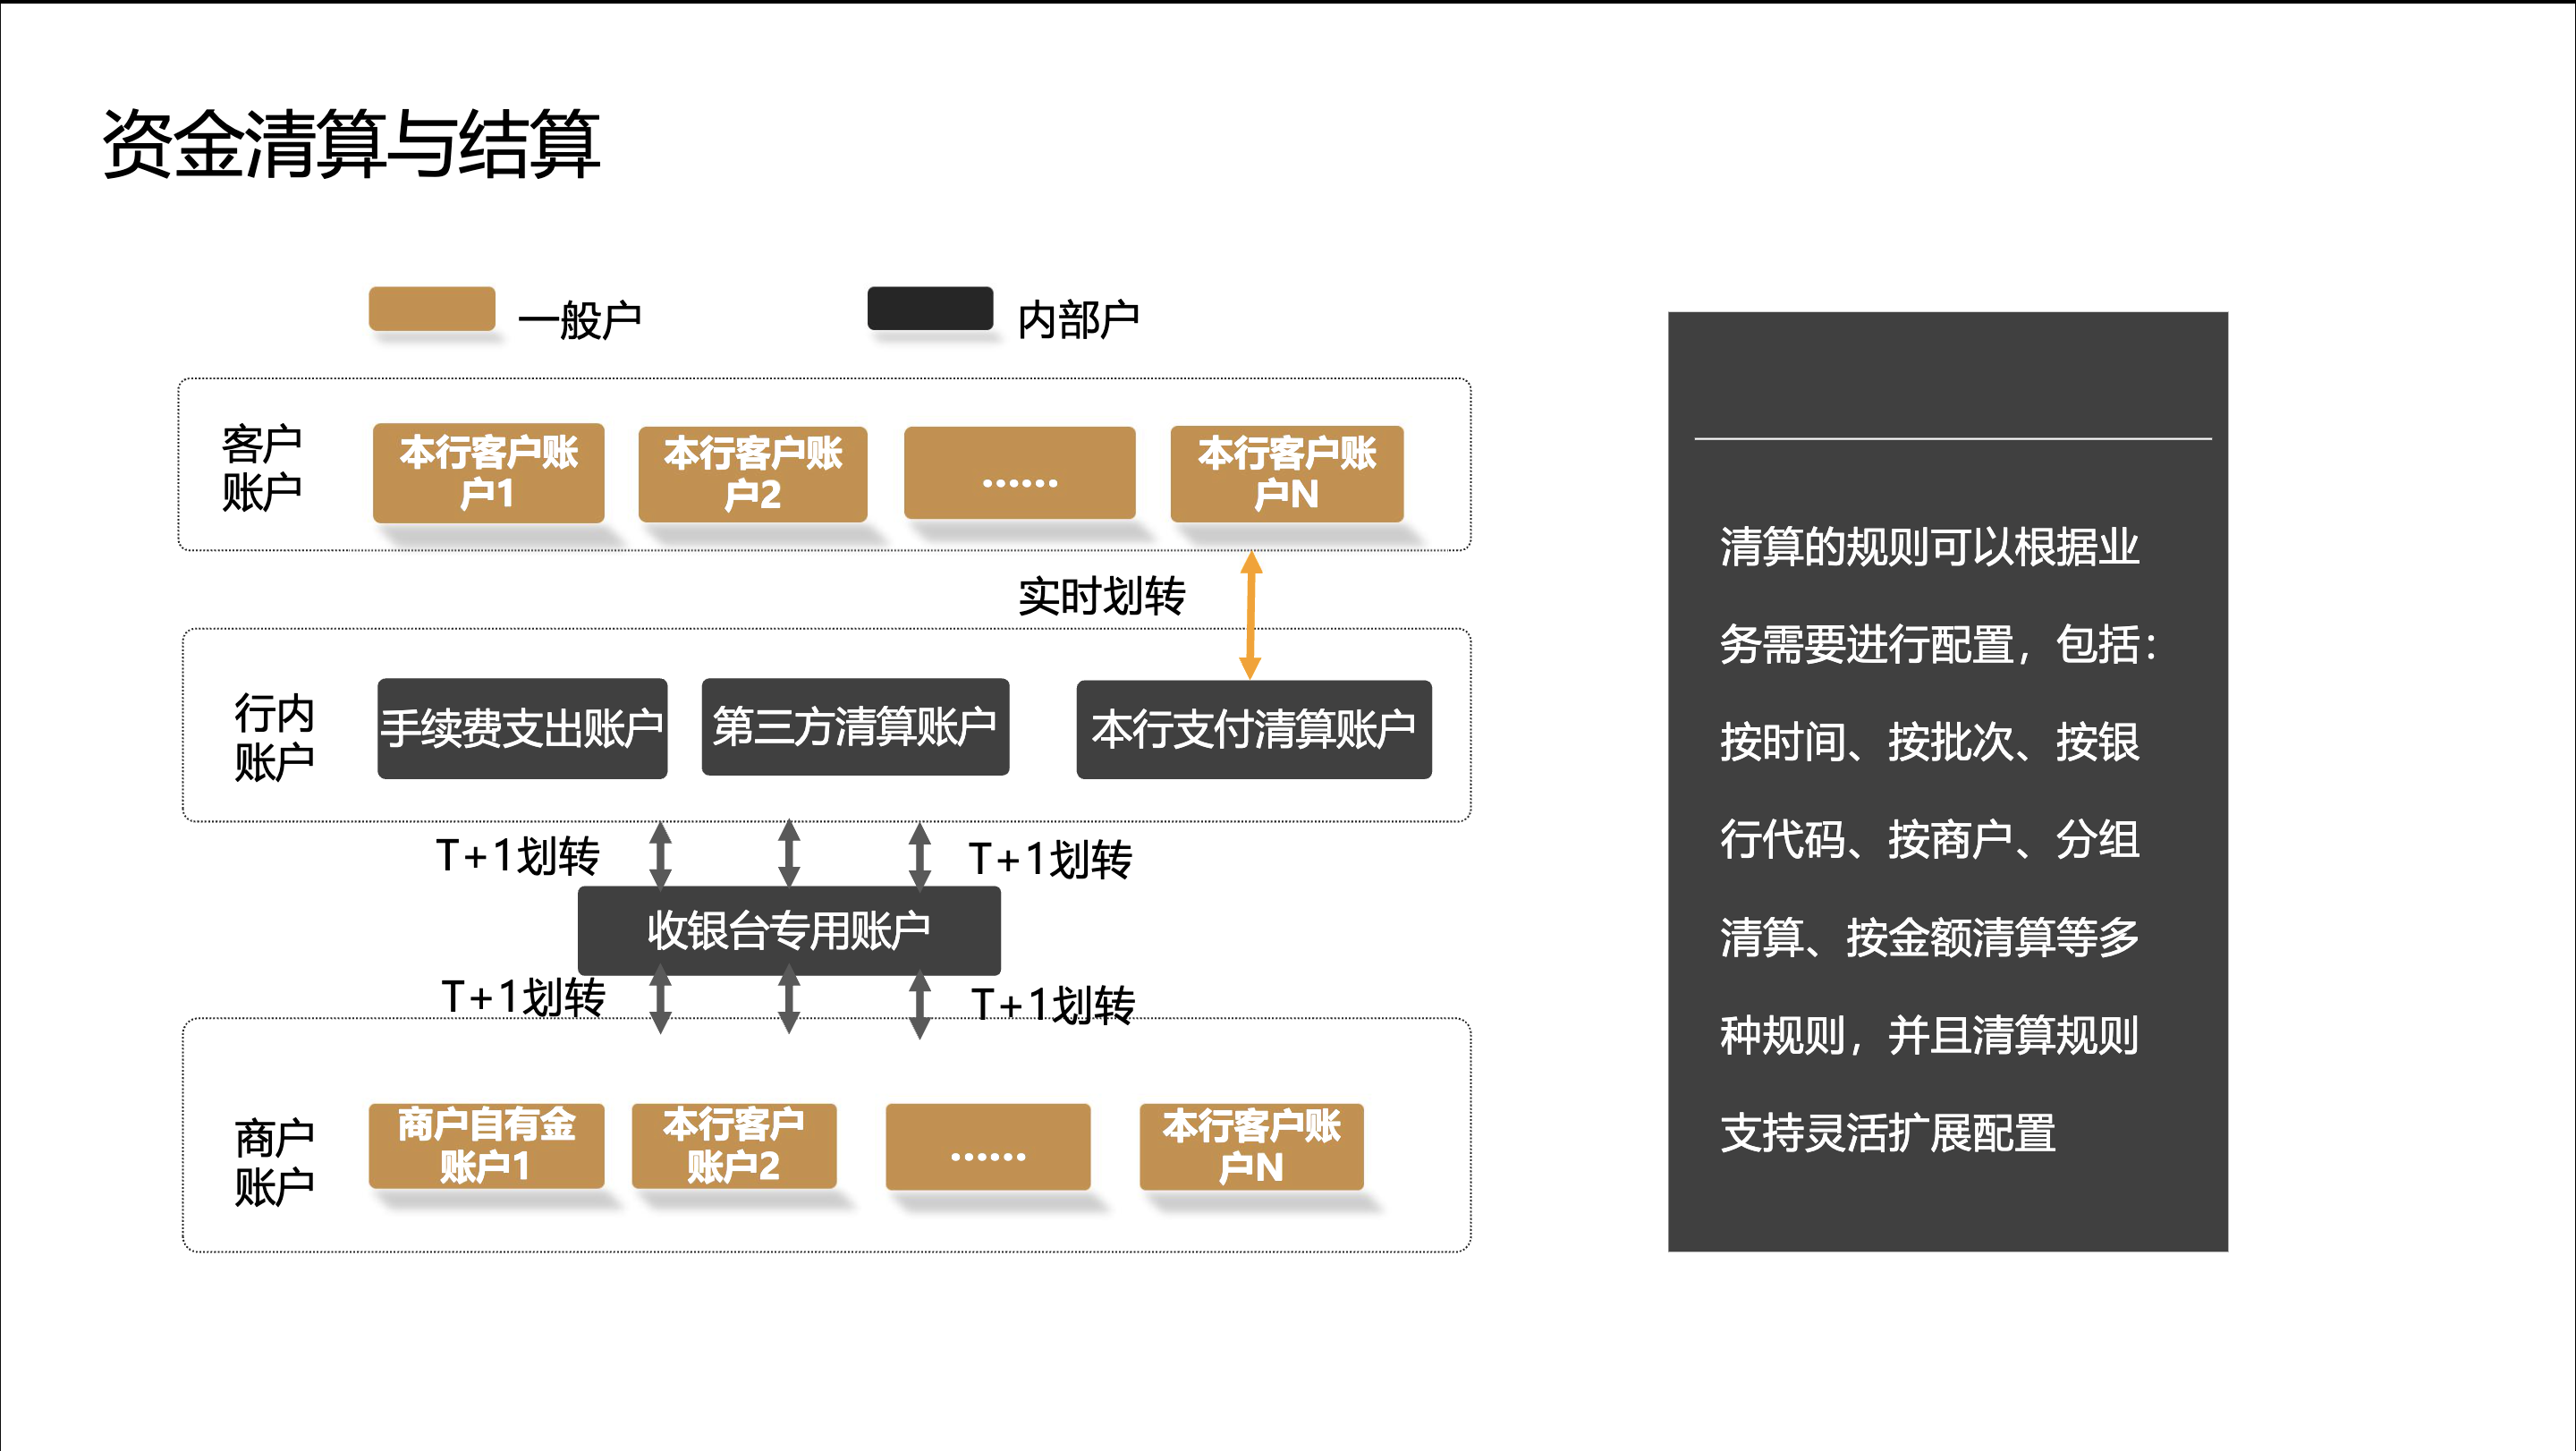 资金清算与结算
一般户
内部户
客户
账户
本行客户账
户1
本行客户账
户2
......
本行客户账
户N
实时划转
行内
账户
手续费支出账户
第三方清算账户
本行支付清算账户
T+1划转
T+1划转
收银台专用账户
T+1划转
T+1划转
商户
账户
商户自有金
账户1
本行客户
账户2
......
本行客户账
户N
清算的规则可以根据业
务需要进行配置，包括：
按时间、按批次、按银
行代码、按商户、分组
清算、按金额清算等多
种规则，并且清算规则
支持灵活扩展配置